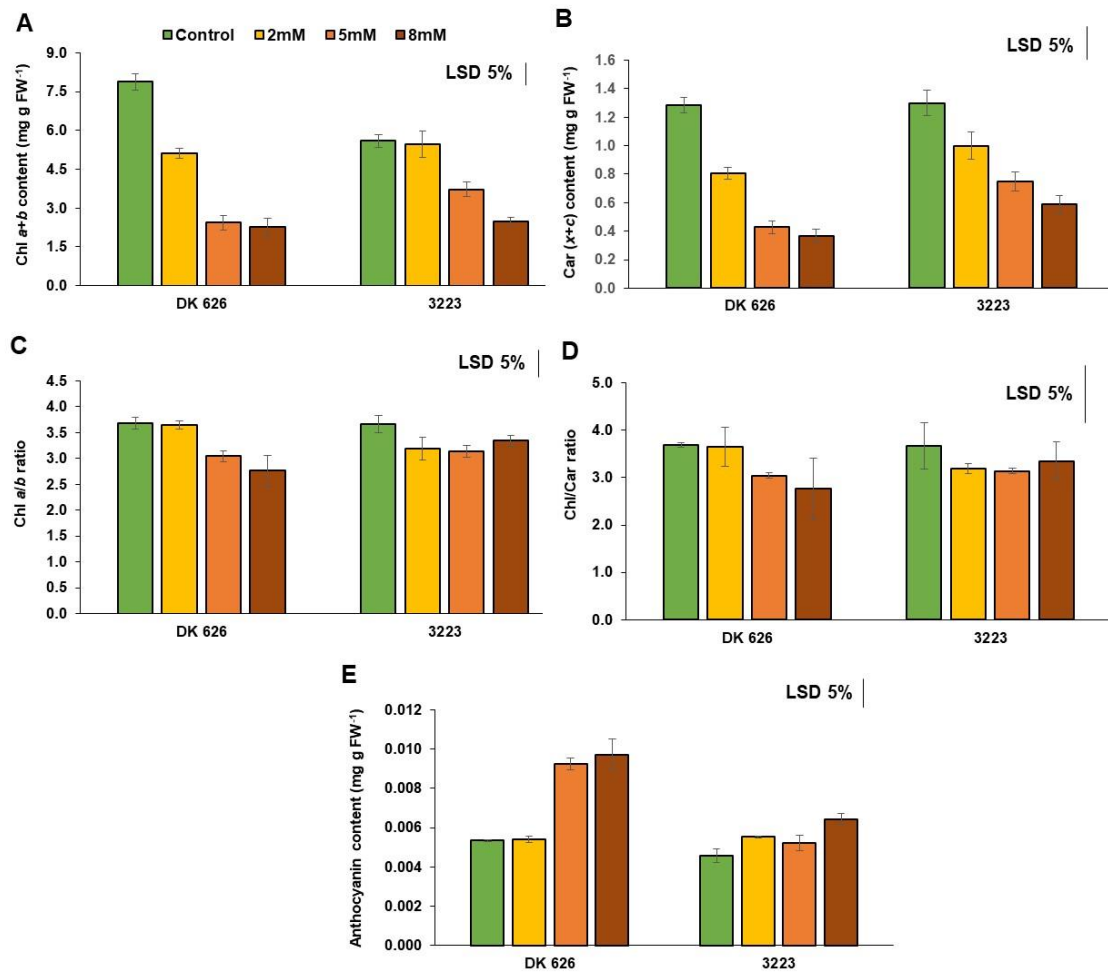 A
Control 2mM 5mM 8mM
LSD 5%
Chl a+b content (mg g FW-1)
9.0
7.5
6.0
4.5
3.0
1.5
0.0
DK 626 3223
B
LSD 5%
Car (x+c) content (mg g FW-1)
1.6
1.4
1.2
1.0
0.8
0.6
0.4
0.2
0.0
DK 626 3223
C
LSD 5%
Chl a/b ratio
4.5
4.0
3.5
3.0
2.5
2.0
1.5
1.0
0.5
0.0
DK 626 3223
D
LSD 5%
Chl/Car ratio
5.0
4.0
3.0
2.0
1.0
0.0
DK 626 3223
E
LSD 5%
Anthocyanin content (mg g FW-1)
0.012
0.010
0.008
0.006
0.004
0.002
0.000
DK 626 3223